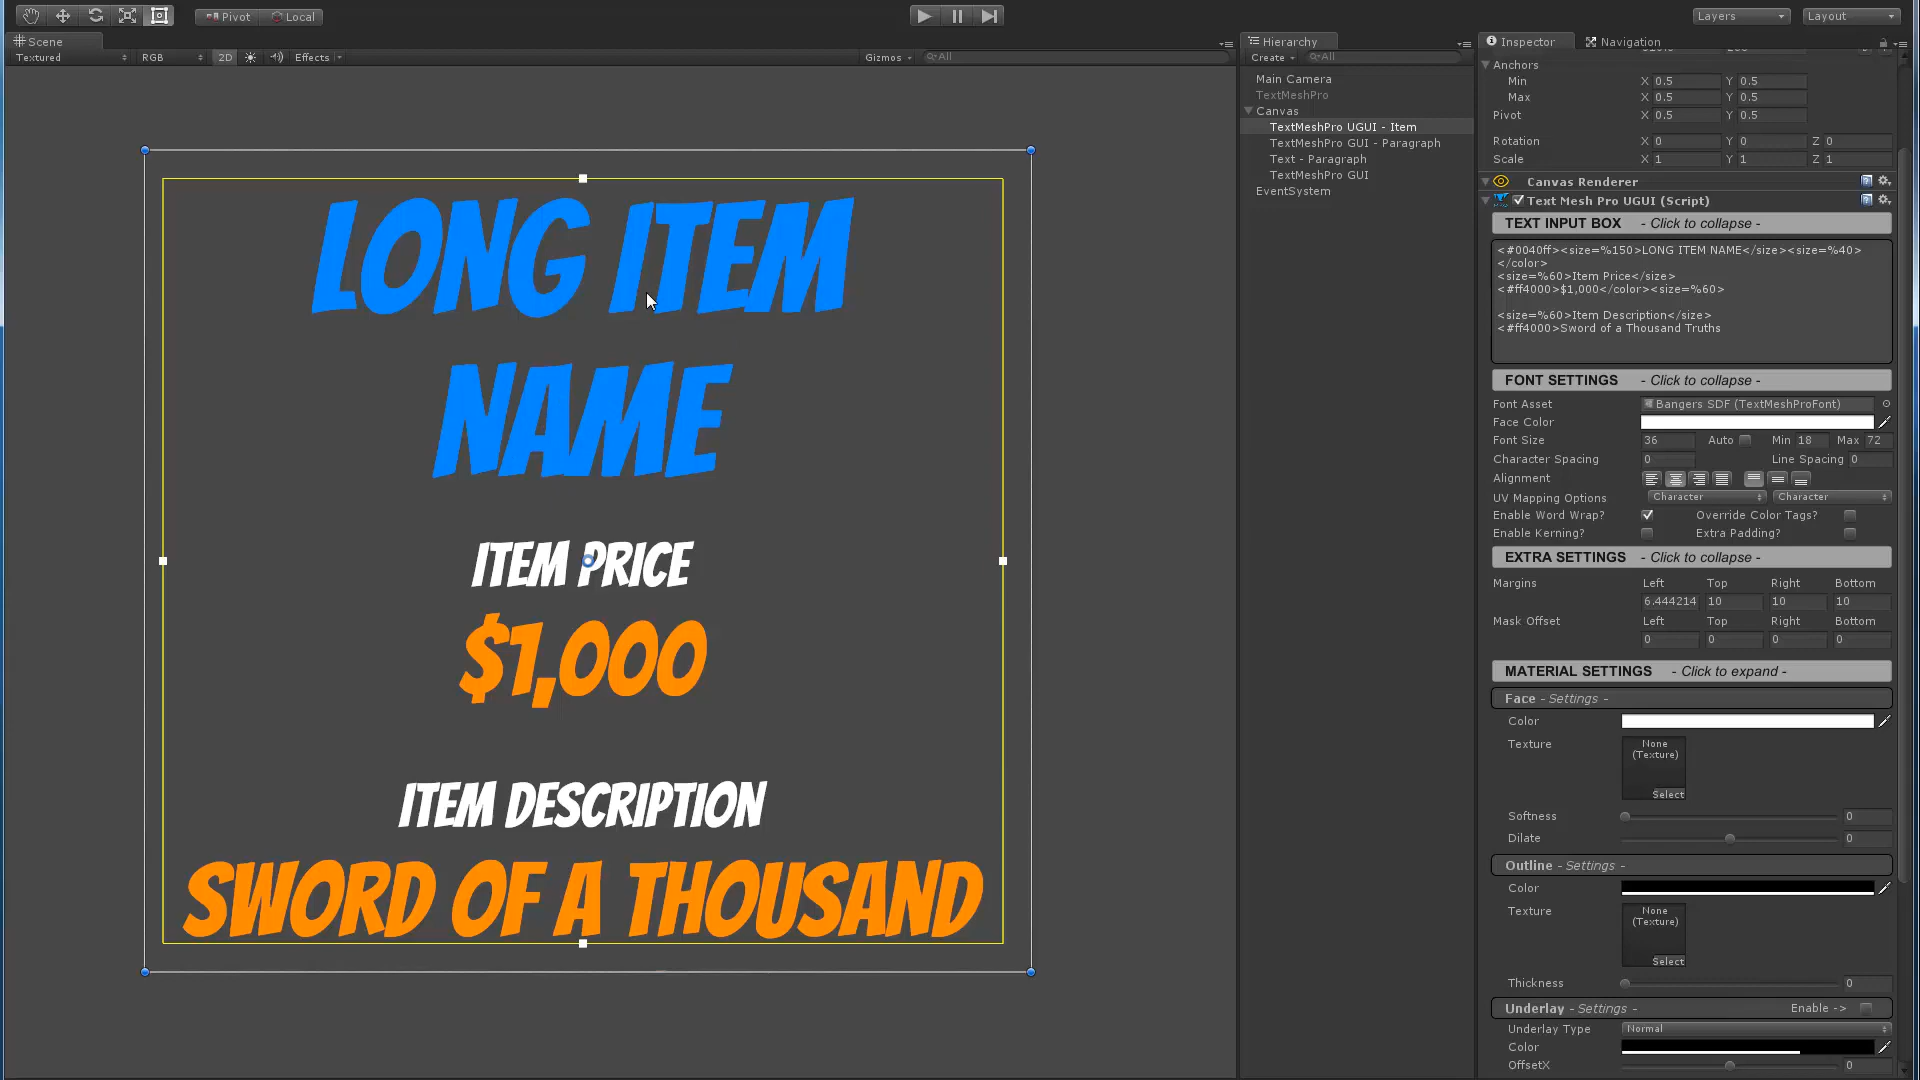 Pivot Local Layers Layout
Scene
Textured RGB 2D Effects Gizmos All
LONG ITEM
NAME
ITEM PRICE
$1,000
ITEM DESCRIPTION
SWORD OF A THOUSAND
Hierarchy
Create All
Main Camera
TextMeshPro
Canvas
TextMeshPro UGUI - Item
TextMeshPro GUI - Paragraph
Text - Paragraph
TextMeshPro GUI
EventSystem
Inspector Navigation
Anchors
Min X 0.5 Y 0.5
Max X 0.5 Y 0.5
Pivot X 0.5 Y 0.5
Rotation X 0 Y 0 Z 0
Scale X 1 Y 1 Z 1
Canvas Renderer
Text Mesh Pro UGUI (Script)
TEXT INPUT BOX - Click to collapse -
<#0040ff><size=%150>LONG ITEM NAME</size><size=%40>
</color>
<size=%60>Item Price</size>
<#ff4000>$1,000</color><size=%60>
<size=%60>Item Description</size>
<#ff4000>Sword of a Thousand Truths
FONT SETTINGS - Click to collapse -
Font Asset Bangers SDF (TextMeshProFont)
Face Color
Font Size 36 Auto Min 18 Max 72
Character Spacing 0 Line Spacing 0
Alignment
UV Mapping Options Character Character
Enable Word Wrap? Override Color Tags?
Enable Kerning? Extra Padding?
EXTRA SETTINGS - Click to collapse -
Margins Left Top Right Bottom
6.444214 10 10 10
Mask Offset Left Top Right Bottom
0 0 0 0
MATERIAL SETTINGS - Click to expand -
Face - Settings -
Color
Texture None
(Texture)
Select
Softness 0
Dilate 0
Outline - Settings -
Color
Texture None
(Texture)
Select
Thickness 0
Underlay - Settings - Enable ->
Underlay Type Normal
Color
OffsetX 0